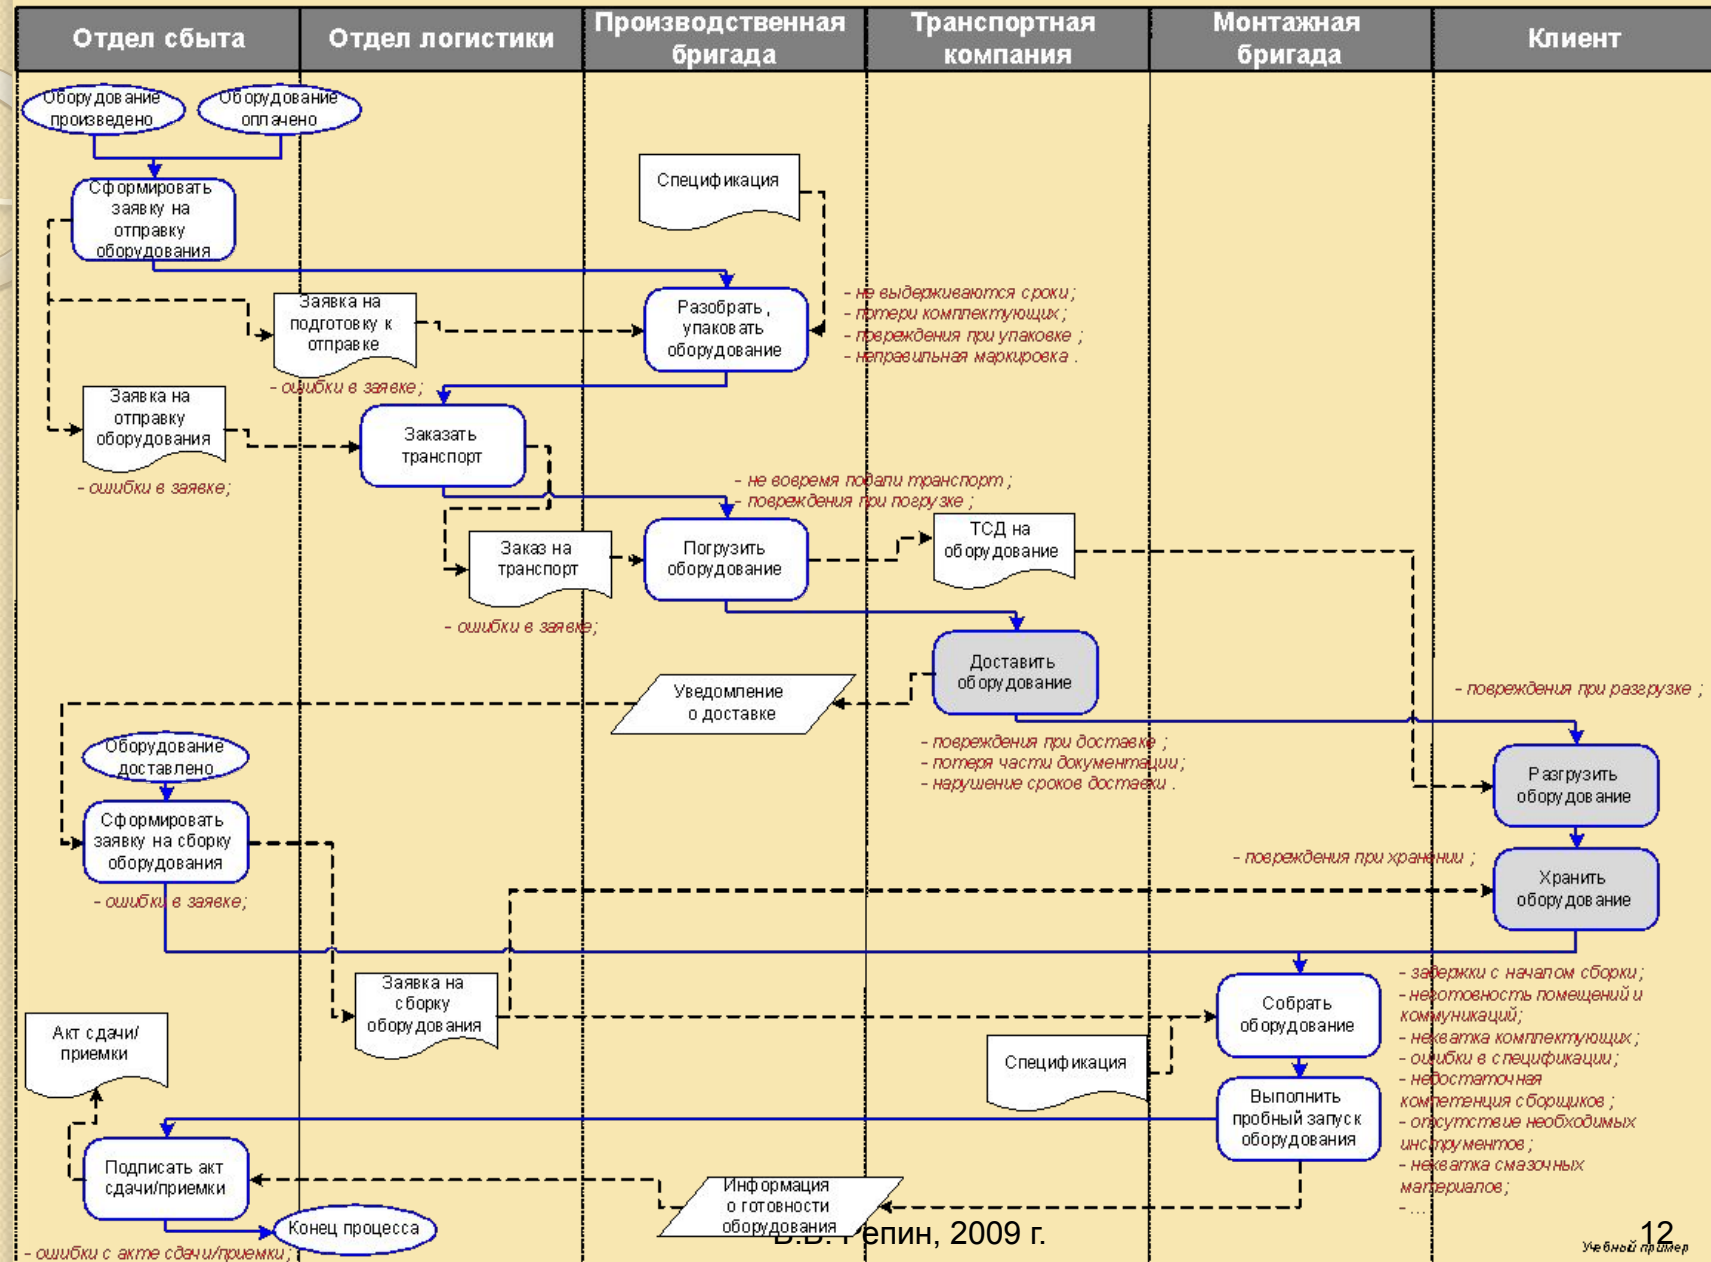 Отдел сбыта
Отдел логистики
Производственная
бригада
Транспортная
компания
Монтажная
бригада
Клиент
Оборудование
произведено
Оборудование
оплачено
Сформировать
заявку на
отправку
оборудования
Спецификация
Заявка на
подготовку к
отправке
- ошибки в заявке;
Разобрать,
упаковать
оборудование
- не выдерживаются сроки;
- потери комплектующих;
- повреждения при упаковке ;
- неправильная маркировка .
Заявка на
отправку
оборудования
- ошибки в заявке;
Заказать
транспорт
- не вовремя подали транспорт ;
- повреждения при погрузке ;
Заказ на
транспорт
- ошибки в заявке;
Погрузить
оборудование
ТСД на
оборудование
Доставить
оборудование
- повреждения при доставке ;
- потеря части документации ;
- нарушение сроков доставки .
Уведомление
о доставке
- повреждения при разгрузке ;
Оборудование
доставлено
Разгрузить
оборудование
Сформировать
заявку на сборку
оборудования
- ошибки в заявке;
- повреждения при хранении ;
Хранить
оборудование
Заявка на
сборку
оборудования
Собрать
оборудование
- задержки с началом сборки;
- неготовность помещений и
коммуникаций;
- нехватка комплектующих;
- ошибки в спецификации;
- недостаточная
компетенция сборщиков ;
- отсутствие необходимых
инструментов;
- нехватка смазочных
материалов;
- ...
Акт сдачи/
приемки
Спецификация
Выполнить
пробный запуск
оборудования
Подписать акт
сдачи/приемки
Информация
о готовности
оборудования
Конец процесса
- ошибки с акте сдачи/приемки;
В.В. Репин, 2009 г.
12
Учебный пример